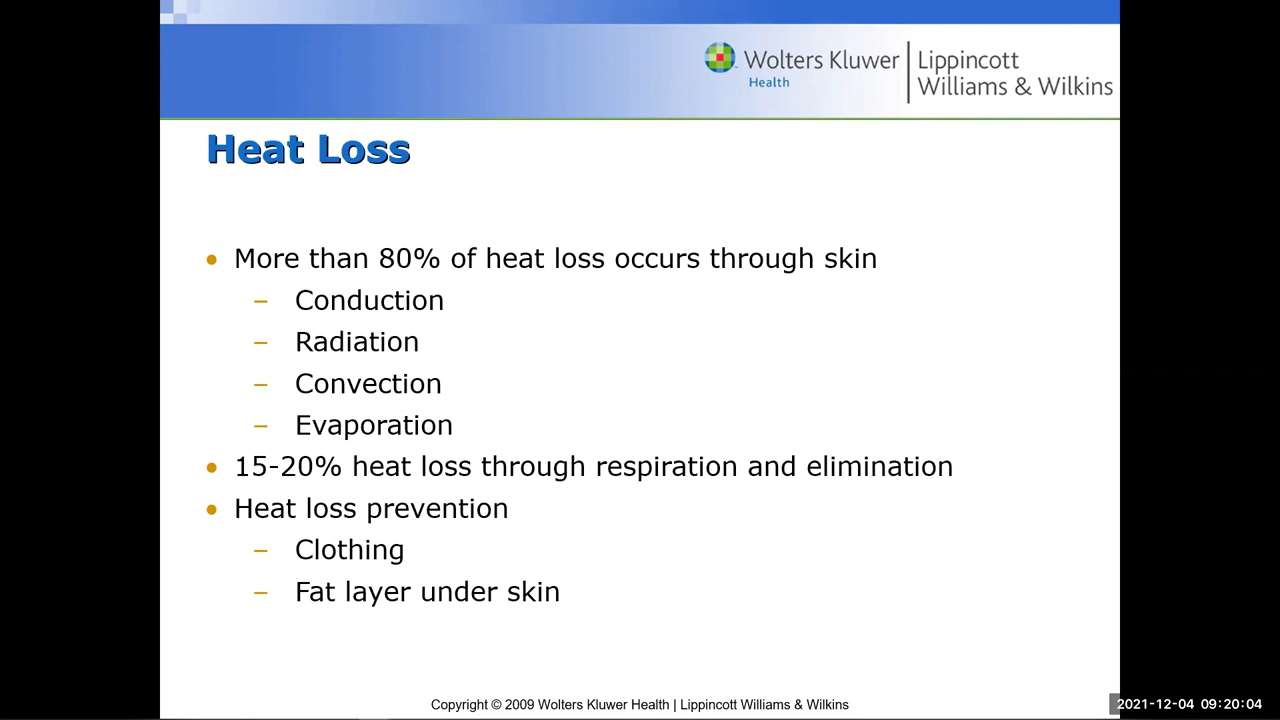 Wolters Kluwer
Health
Lippincott
Williams & Wilkins
Heat Loss
• More than 80% of heat loss occurs through skin
– Conduction
– Radiation
– Convection
– Evaporation
• 15-20% heat loss through respiration and elimination
• Heat loss prevention
– Clothing
– Fat layer under skin
Copyright © 2009 Wolters Kluwer Health | Lippincott Williams & Wilkins
2021-12-04 09:20:04